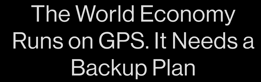 The World Economy
Runs on GPS. It Needs a
Backup Plan